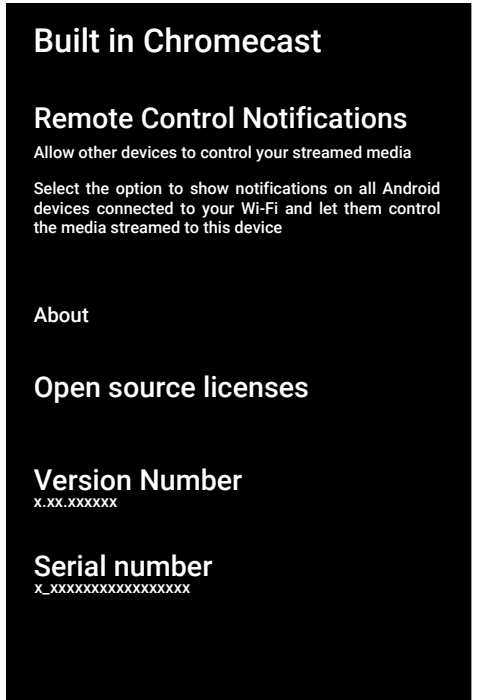 Built in Chromecast
Remote Control Notifications
Allow other devices to control your streamed media
Select the option to show notifications on all Android
devices connected to your Wi-Fi and let them control
the media streamed to this device
About
Open source licenses
Version Number
x.xx.xxxxxx
Serial number
x_xxxxxxxxxxxxxxxxx